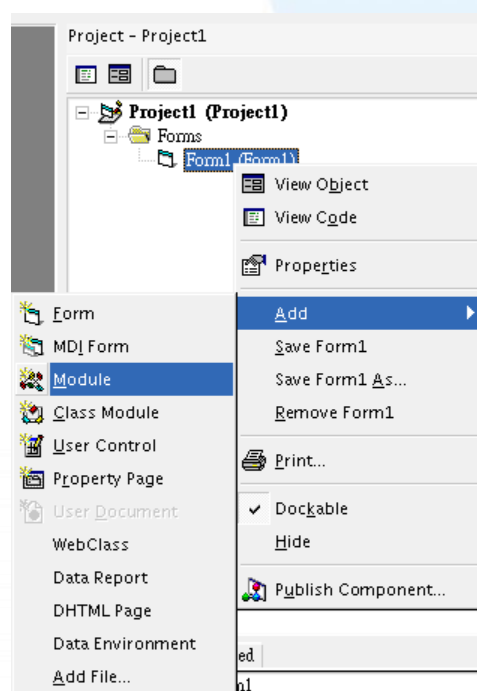 Project - Project1
Project1 (Project1)
Forms
Form1 (Form1)
View Object
View Code
Properties
Add
Save Form1
Save Form1 As...
Remove Form1
Print...
Dockable
Hide
Publish Component...
Form
MDI Form
Module
Class Module
User Control
Property Page
User Document
WebClass
Data Report
DHTML Page
Data Environment
Add File...
ed